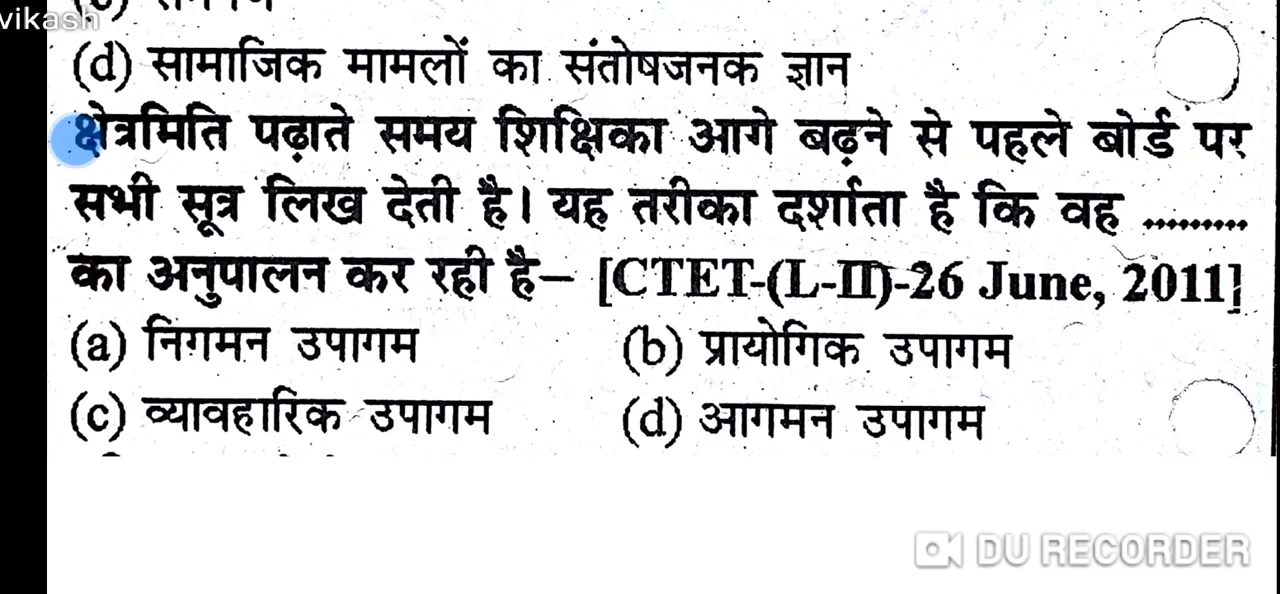 vikash
(d) सामाजिक मामलों का संतोषजनक ज्ञान
क्षेत्रमिति पढ़ाते समय शिक्षिका आगे बढ़ने से पहले बोर्ड पर
सभी सूत्र लिख देती है। यह तरीका दर्शाता है कि वह ..........
का अनुपालन कर रही है– [CTET-(L-II)-26 June, 2011]
(a) निगमन उपागम (b) प्रायोगिक उपागम
(c) व्यावहारिक उपागम (d) आगमन उपागम
DU RECORDER